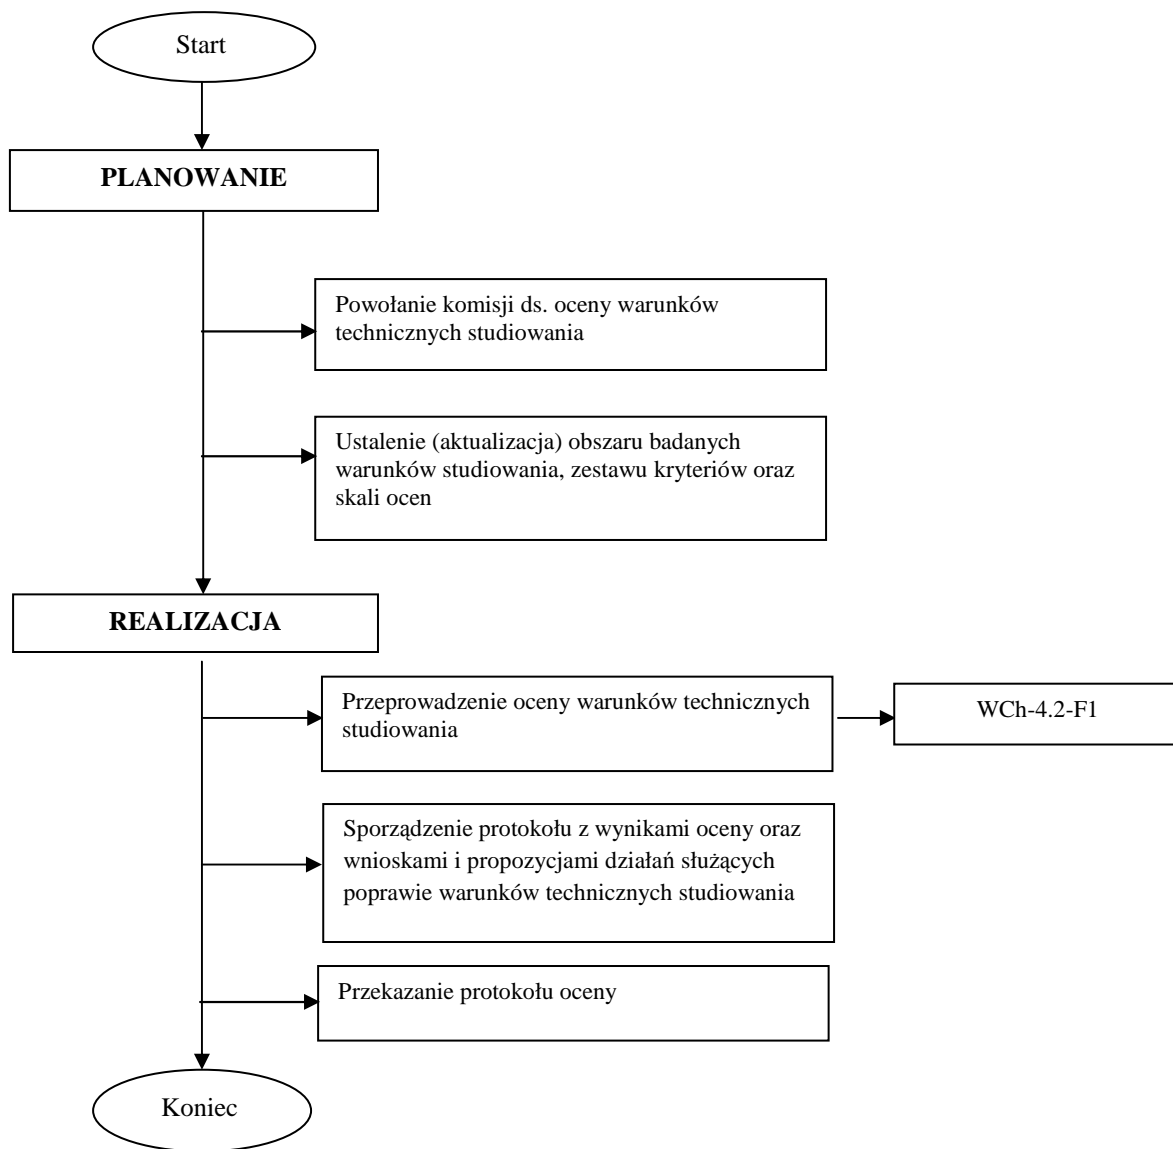 Start
PLANOWANIE
Powołanie komisji ds. oceny warunków
technicznych studiowania
Ustalenie (aktualizacja) obszaru badanych
warunków studiowania, zestawu kryteriów oraz
skali ocen
REALIZACJA
Przeprowadzenie oceny warunków technicznych
studiowania
WCh-4.2-F1
Sporządzenie protokołu z wynikami oceny oraz
wnioskami i propozycjami działań służących
poprawie warunków technicznych studiowania
Przekazanie protokołu oceny
Koniec